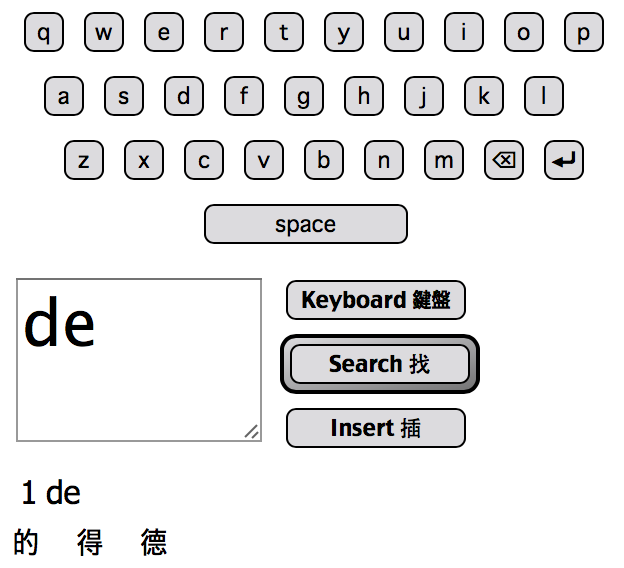 q w e r t y u i o p
a s d f g h j k l
z x c v b n m ⌫ ↵
space
de
Keyboard 鍵盤
Search 找
Insert 插
1 de
的 得 德